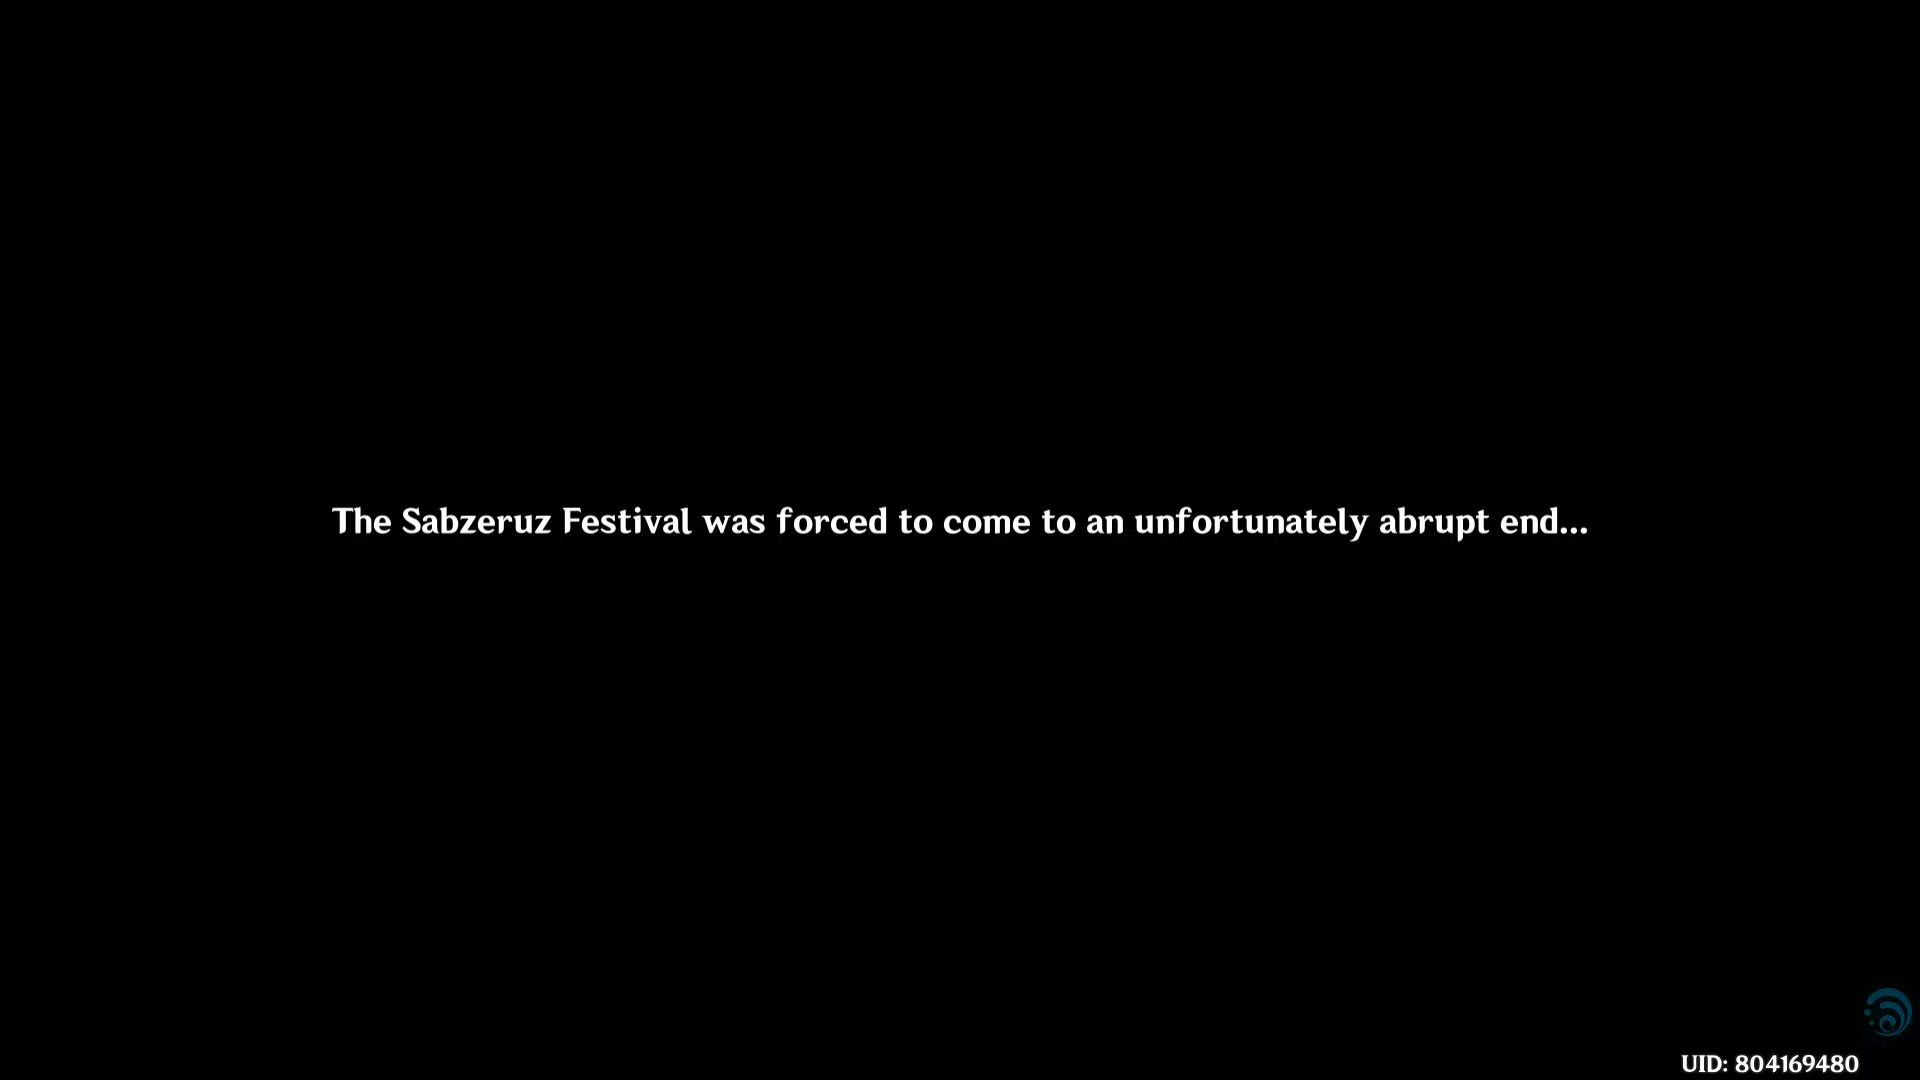 The Sabzeruz Festival was forced to come to an unfortunately abrupt end...
UID: 804169480